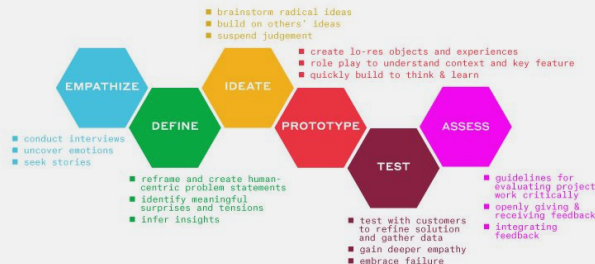 brainstorm radical ideas
build on others' ideas
suspend judgement
create lo-res objects and experiences
role play to understand context and key feature
quickly build to think & learn
EMPATHIZE
IDEATE
DEFINE
PROTOTYPE
ASSESS
TEST
conduct interviews
uncover emotions
seek stories
reframe and create human-
centric problem statements
identify meaningful
surprises and tensions
infer insights
test with customers
to refine solution
and gather data
gain deeper empathy
embrace failure
guidelines for
evaluating project
work critically
openly giving &
receiving feedback
integrating
feedback